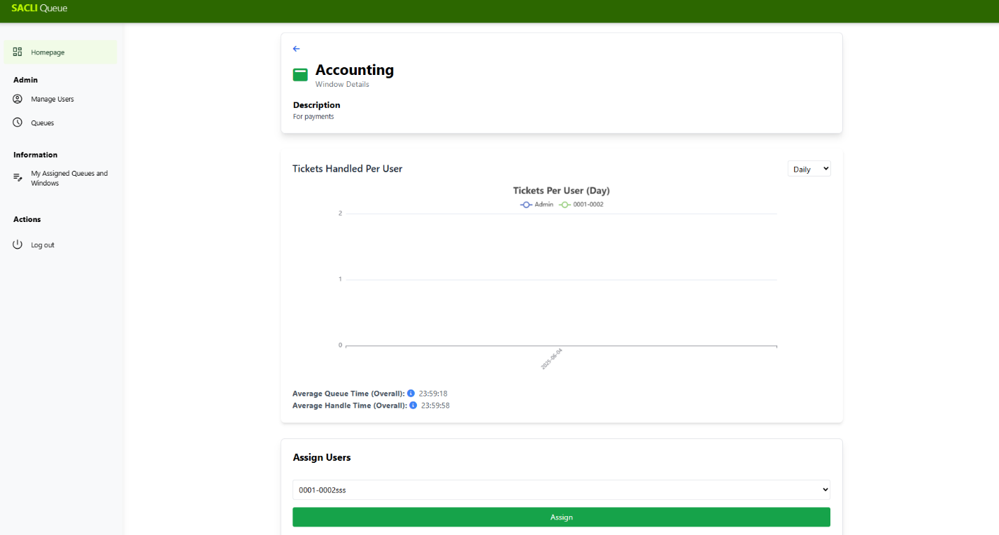 SACLI Queue
Homepage
Admin
Manage Users
Queues
Information
My Assigned Queues and
Windows
Actions
Log out
Accounting
Window Details
Description
For payments
Tickets Handled Per User
Daily
Tickets Per User (Day)
Admin 0001-0002
2
1
0
2025-06-04
Average Queue Time (Overall): 23:59:18
Average Handle Time (Overall): 23:59:58
Assign Users
0001-0002sss
Assign